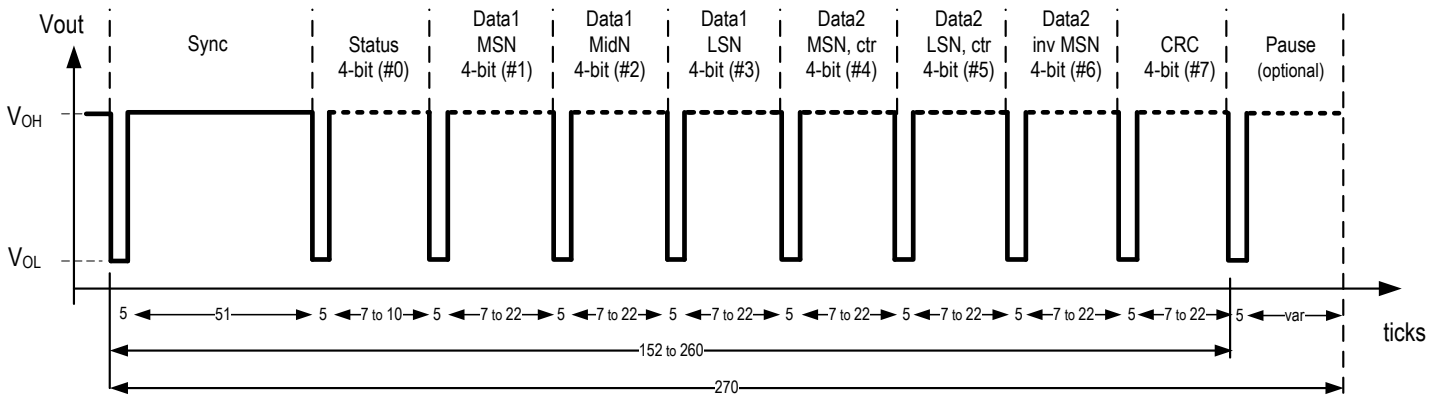 Vout
Sync
Status
4-bit (#0)
Data1
MSN
4-bit (#1)
Data1
MidN
4-bit (#2)
Data1
LSN
4-bit (#3)
Data2
MSN, ctr
4-bit (#4)
Data2
LSN, ctr
4-bit (#5)
Data2
inv MSN
4-bit (#6)
CRC
4-bit (#7)
Pause
(optional)
VOH
VOL
5 51 5 7 to 10 5 7 to 22 5 7 to 22 5 7 to 22 5 7 to 22 5 7 to 22 5 7 to 22 5 7 to 22 5 var
ticks
152 to 260
270